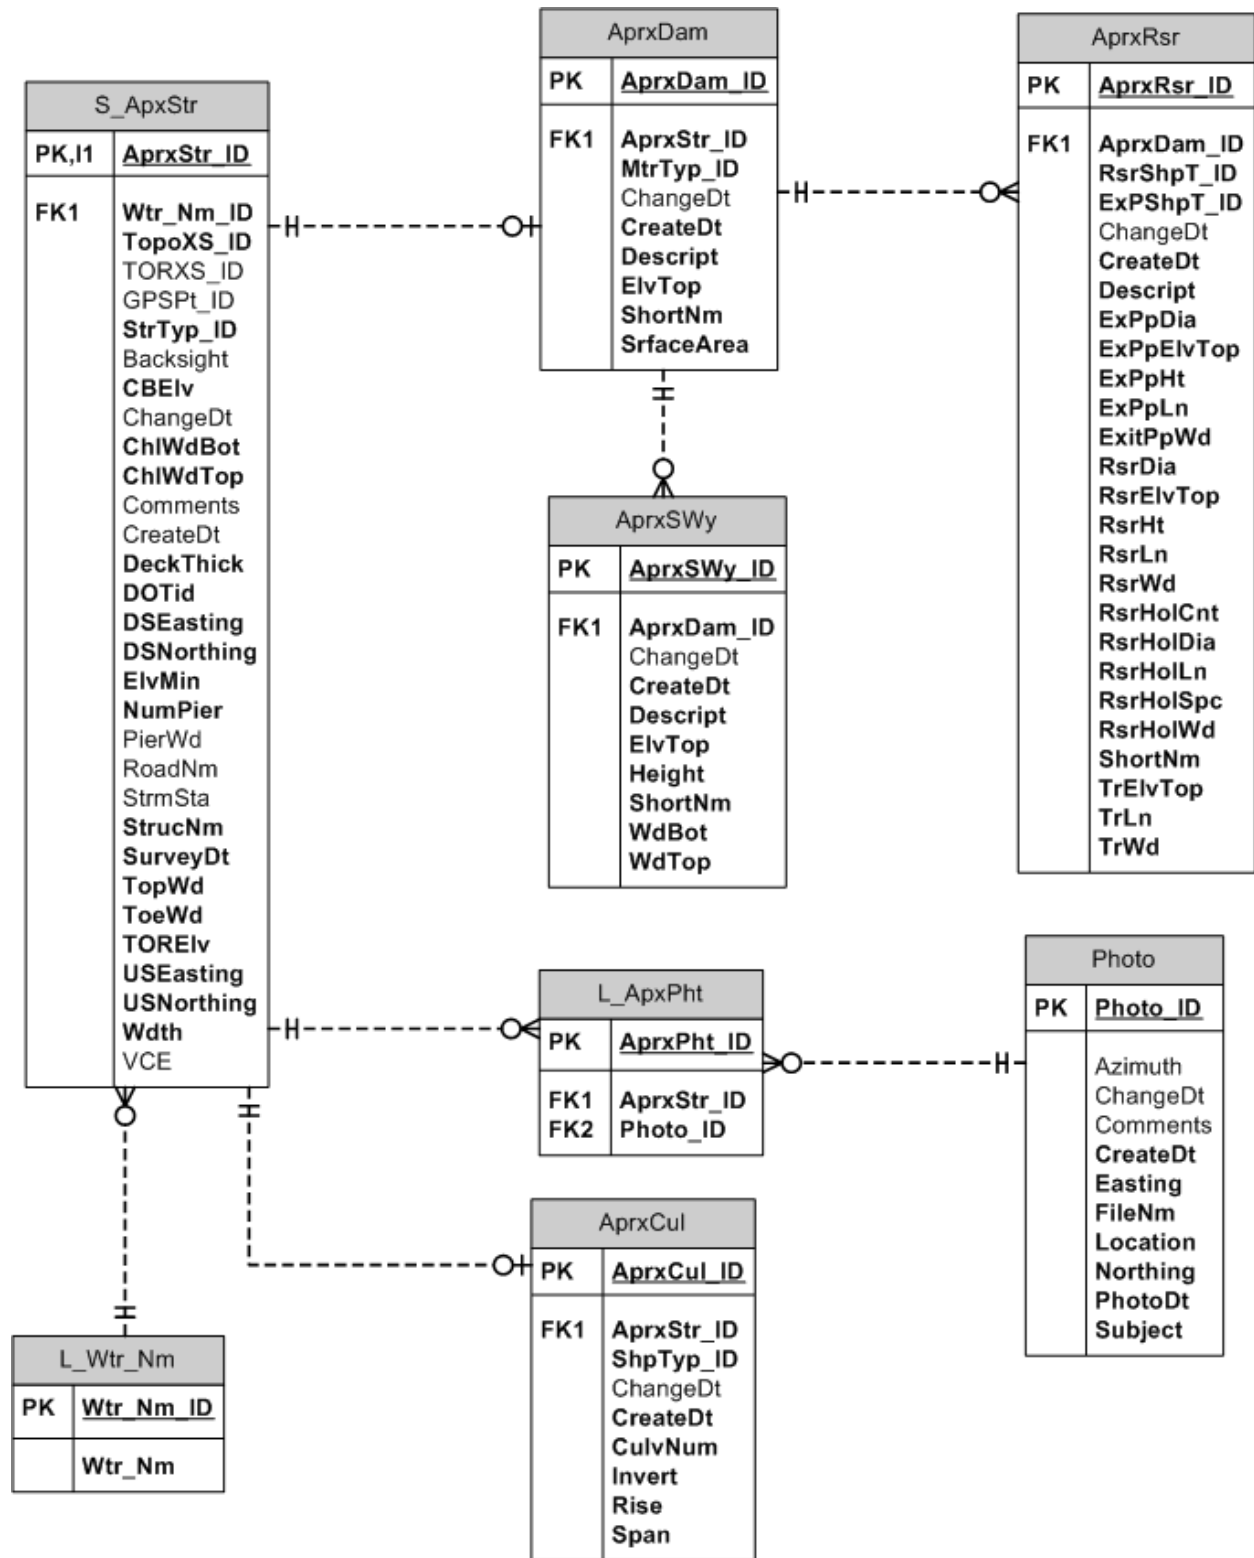 S_ApxStr
PK,I1 AprxStr_ID
FK1 Wtr_Nm_ID
TopoXS_ID
TORXS_ID
GPSPt_ID
StrTyp_ID
Backsight
CBElv
ChangeDt
ChlWdBot
ChlWdTop
Comments
CreateDt
DeckThick
DOTid
DSEasting
DSNorthing
ElvMin
NumPier
PierWd
RoadNm
StrmSta
StrucNm
SurveyDt
TopWd
ToeWd
TORElv
USEasting
USNorthing
Wdth
VCE
AprxDam
PK AprxDam_ID
FK1 AprxStr_ID
MtrTyp_ID
ChangeDt
CreateDt
Descript
ElvTop
ShortNm
SrfaceArea
AprxRsr
PK AprxRsr_ID
FK1 AprxDam_ID
RsrShpT_ID
ExPShpT_ID
ChangeDt
CreateDt
Descript
ExPpDia
ExPpElvTop
ExPpHt
ExPpLn
ExitPpWd
RsrDia
RsrElvTop
RsrHt
RsrLn
RsrWd
RsrHolCnt
RsrHolDia
RsrHolLn
RsrHolSpc
RsrHolWd
ShortNm
TrElvTop
TrLn
TrWd
AprxSWy
PK AprxSWy_ID
FK1 AprxDam_ID
ChangeDt
CreateDt
Descript
ElvTop
Height
ShortNm
WdBot
WdTop
L_ApxPht
PK AprxPht_ID
FK1 AprxStr_ID
FK2 Photo_ID
Photo
PK Photo_ID
Azimuth
ChangeDt
Comments
CreateDt
Easting
FileNm
Location
Northing
PhotoDt
Subject
AprxCul
PK AprxCul_ID
FK1 AprxStr_ID
ShpTyp_ID
ChangeDt
CreateDt
CulvNum
Invert
Rise
Span
L_Wtr_Nm
PK Wtr_Nm_ID
Wtr_Nm